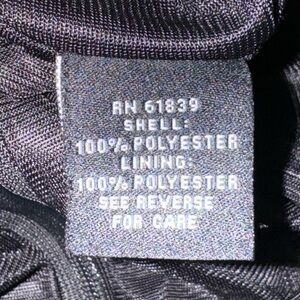 RN 61839
SHELL:
100% POLYESTER
LINING:
100% POLYESTER
SEE REVERSE
FOR CARE